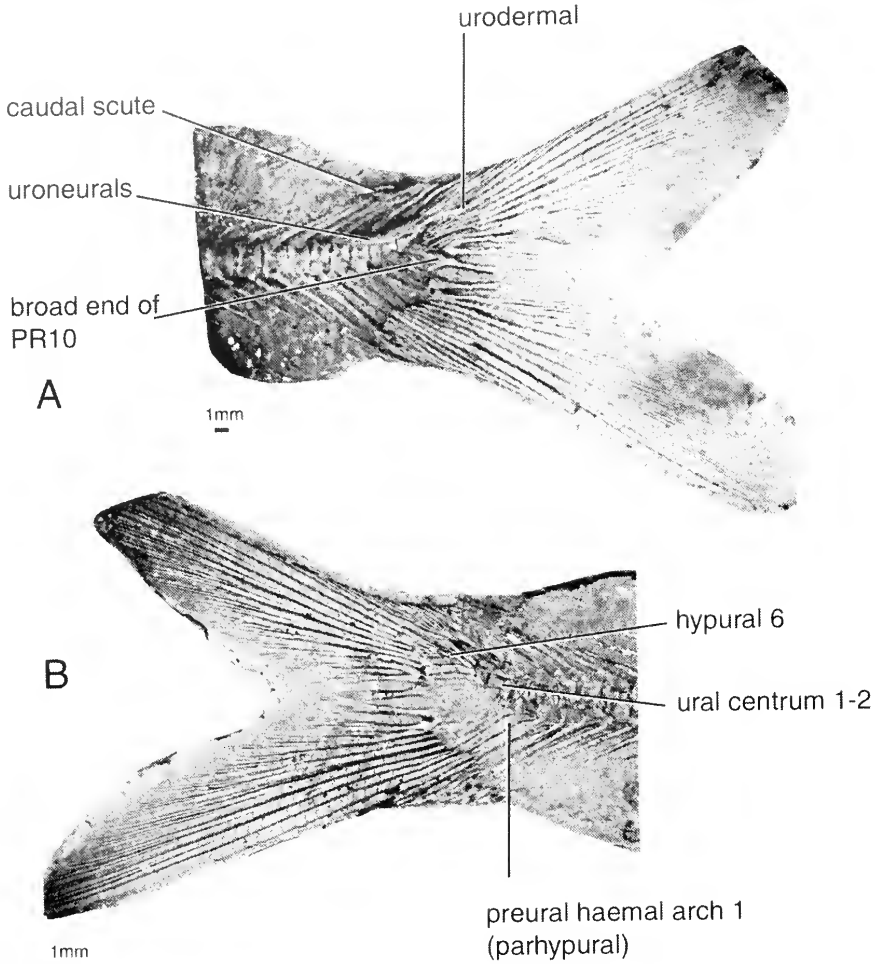 urodermal
caudal scute
uroneurals
broad end of
PR10
A
1mm
hypural 6
B
ural centrum 1-2
preural haemal arch 1
(parhypural)
1mm